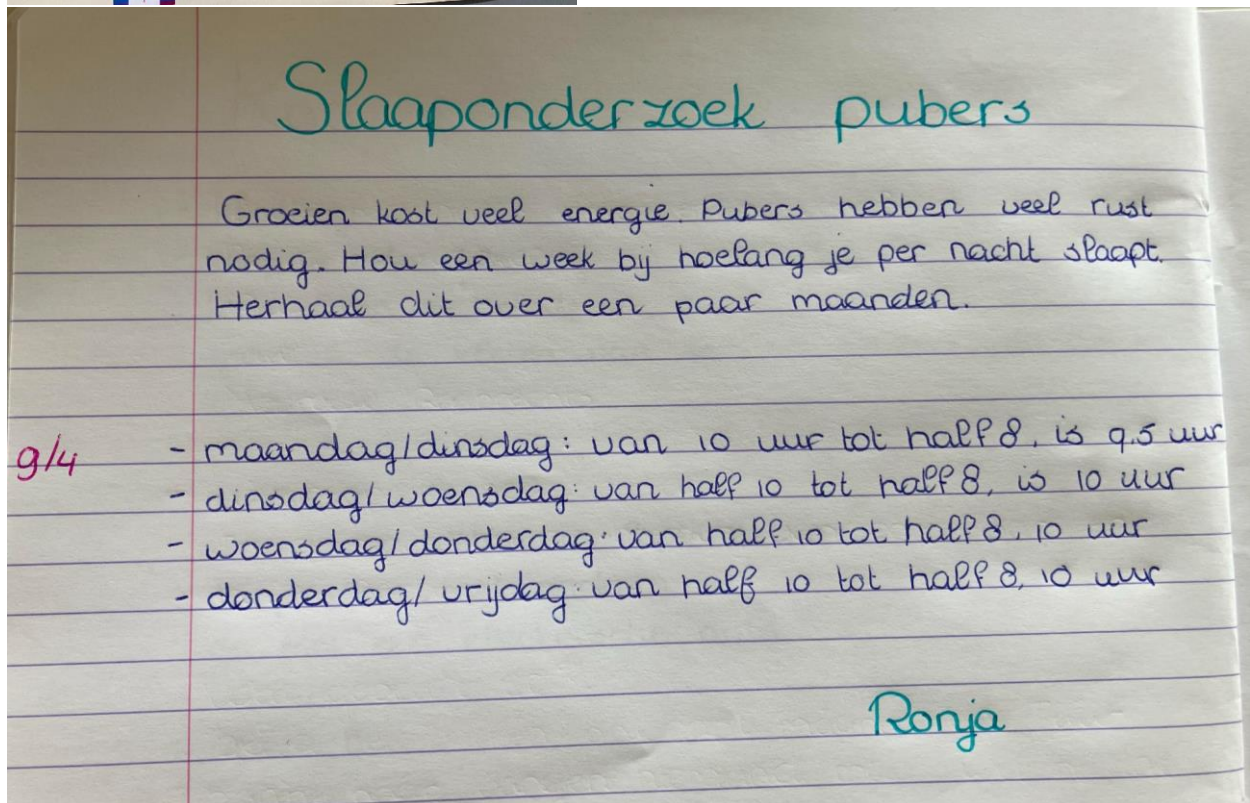 Slaaponderzoek pubers
Groeien kost veel energie. Pubers hebben veel rust
nodig. Hou een week bij hoelang je per nacht slaapt.
Herhaal dit over een paar maanden.
9/4 - maandag/dinsdag: van 10 uur tot half 8, is 9,5 uur
- dinsdag/woensdag: van half 10 tot half 8, is 10 uur
- woensdag/donderdag: van half 10 tot half 8, 10 uur
- donderdag/vrijdag: van half 10 tot half 8, 10 uur
Ronja